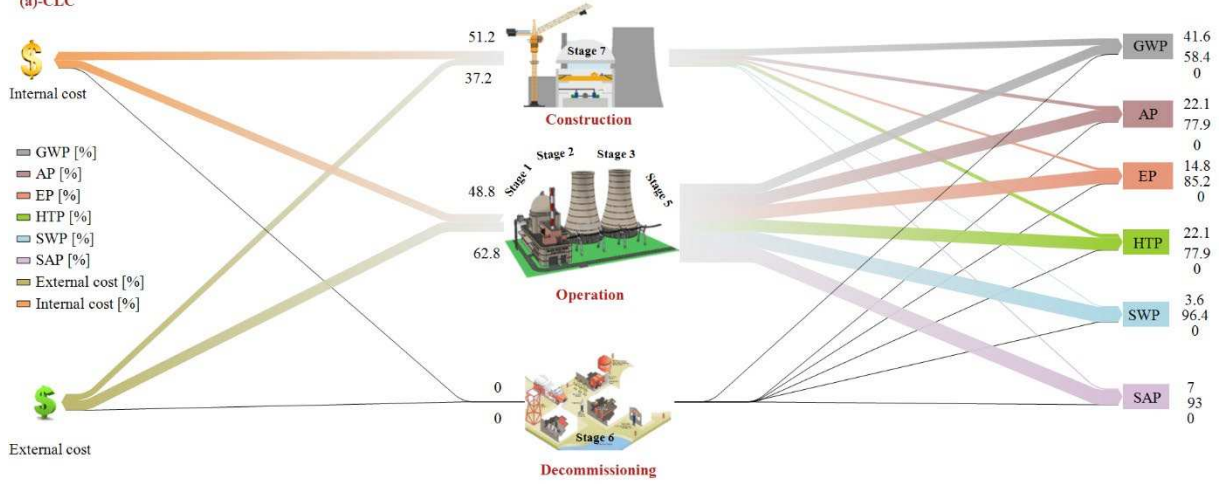 (a)-CLC
Internal cost
GWP [%]
AP [%]
EP [%]
HTP [%]
SWP [%]
SAP [%]
External cost [%]
Internal cost [%]
External cost
51.2
37.2
Stage 7
Construction
48.8
62.8
Stage 1
Stage 2
Stage 3
Stage 5
Operation
0
0
Stage 6
Decommissioning
GWP
41.6
58.4
0
AP
22.1
77.9
0
EP
14.8
85.2
0
HTP
22.1
77.9
0
SWP
3.6
96.4
0
SAP
7
93
0